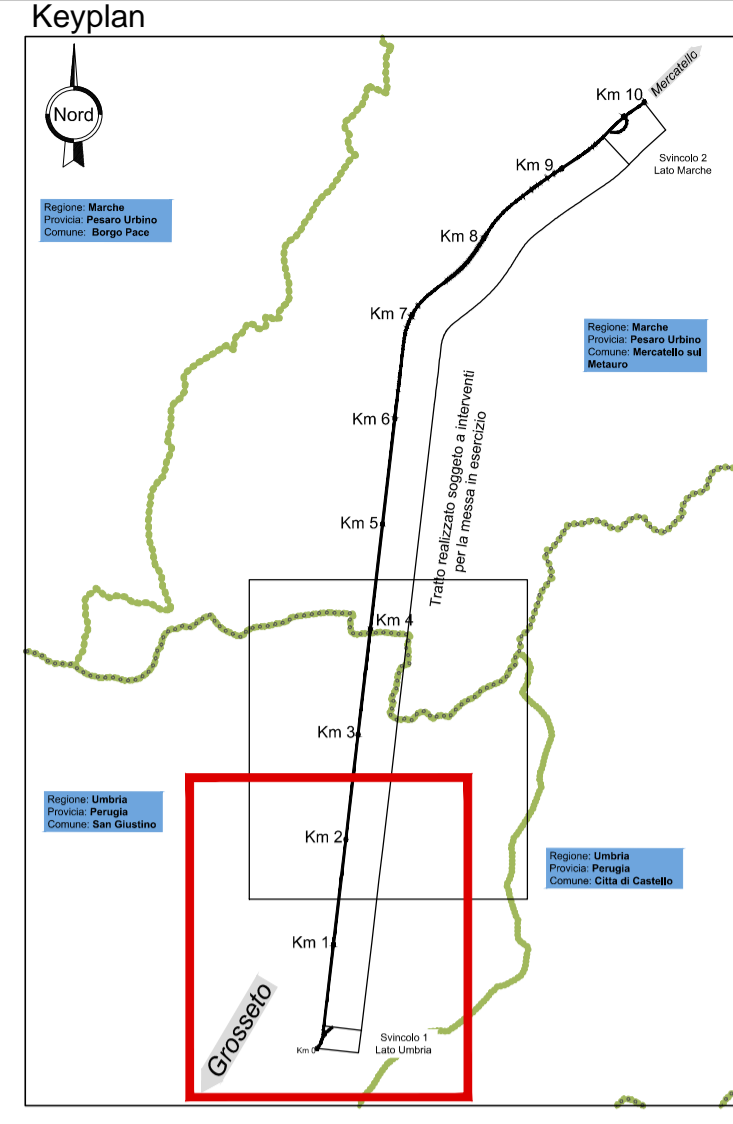 Keyplan
Nord
Mercatello
Km 10
Svincolo 2
Lato Marche
Km 9
Regione: Marche
Provicia: Pesaro Urbino
Comune: Borgo Pace
Km 8
Km 7
Regione: Marche
Provicia: Pesaro Urbino
Comune: Mercatello sul
Metauro
Km 6
Tratto realizzato soggeto a interventi
per la messa in esercizio
Km 5
Km 4
Km 3
Regione: Umbria
Provicia: Perugia
Comune: San Giustino
Km 2
Regione: Umbria
Provicia: Perugia
Comune: Citta di Castello
Km 1
Grosseto
Svincolo 1
Lato Umbria
Km 0